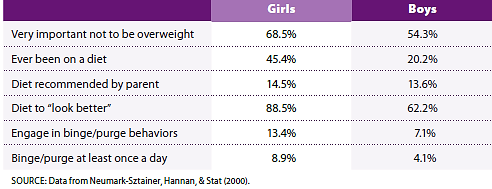 Girls Boys
Very important not to be overweight 68.5% 54.3%
Ever been on a diet 45.4% 20.2%
Diet recommended by parent 14.5% 13.6%
Diet to “look better” 88.5% 62.2%
Engage in binge/purge behaviors 13.4% 7.1%
Binge/purge at least once a day 8.9% 4.1%
SOURCE: Data from Neumark-Sztainer, Hannan, & Stat (2000).